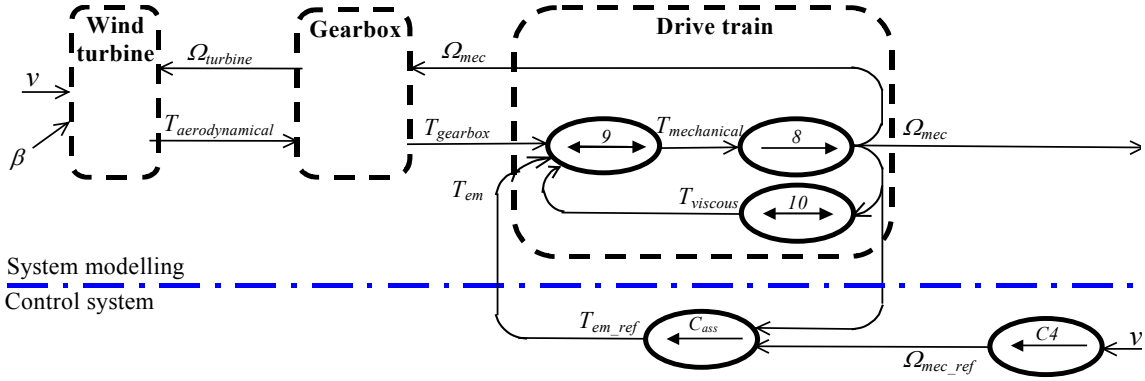 Wind
turbine
Gearbox
Drive train
Ω_turbine
Ω_mec
v
β
T_aerodynamical
T_gearbox
9
T_mechanical
8
Ω_mec
T_em
T_viscous
10
System modelling
Control system
T_em_ref
C_ass
C4
v
Ω_mec_ref